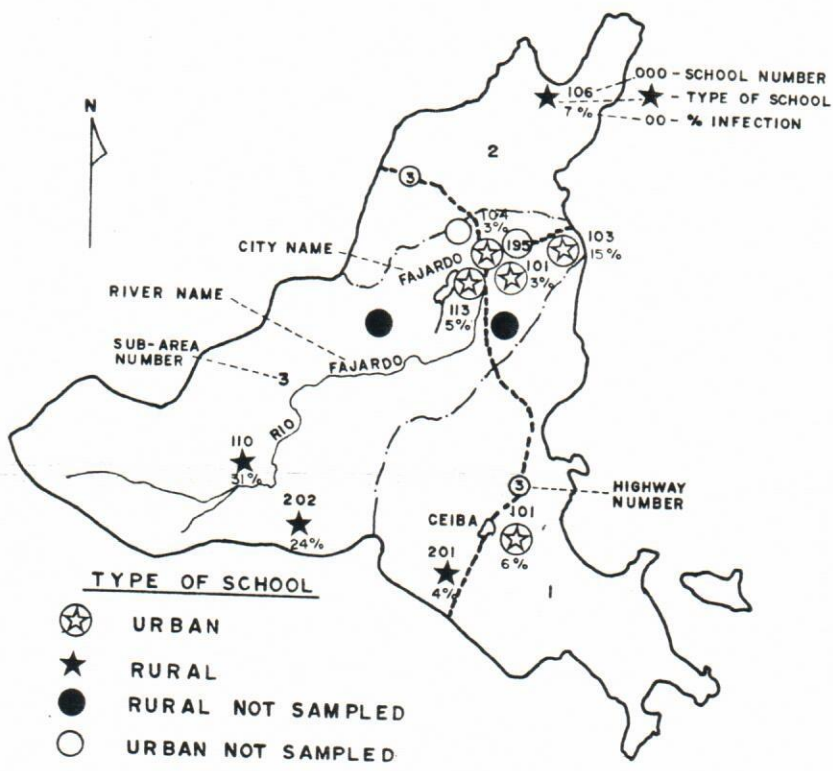 106
000 - SCHOOL NUMBER
- TYPE OF SCHOOL
7%
00 - % INFECTION
N
2
3
104
3%
195
103
15%
CITY NAME
FAJARDO
101
3%
RIVER NAME
113
5%
SUB-AREA
NUMBER
3
FAJARDO
RIO
110
31%
3
HIGHWAY
NUMBER
202
24%
CEIBA
101
6%
201
4%
1
TYPE OF SCHOOL
URBAN
RURAL
RURAL NOT SAMPLED
URBAN NOT SAMPLED